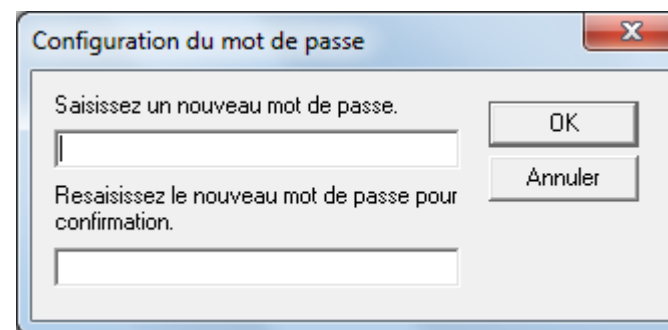 Configuration du mot de passe
Saisissez un nouveau mot de passe.
OK
Annuler
Resaisissez le nouveau mot de passe pour
confirmation.